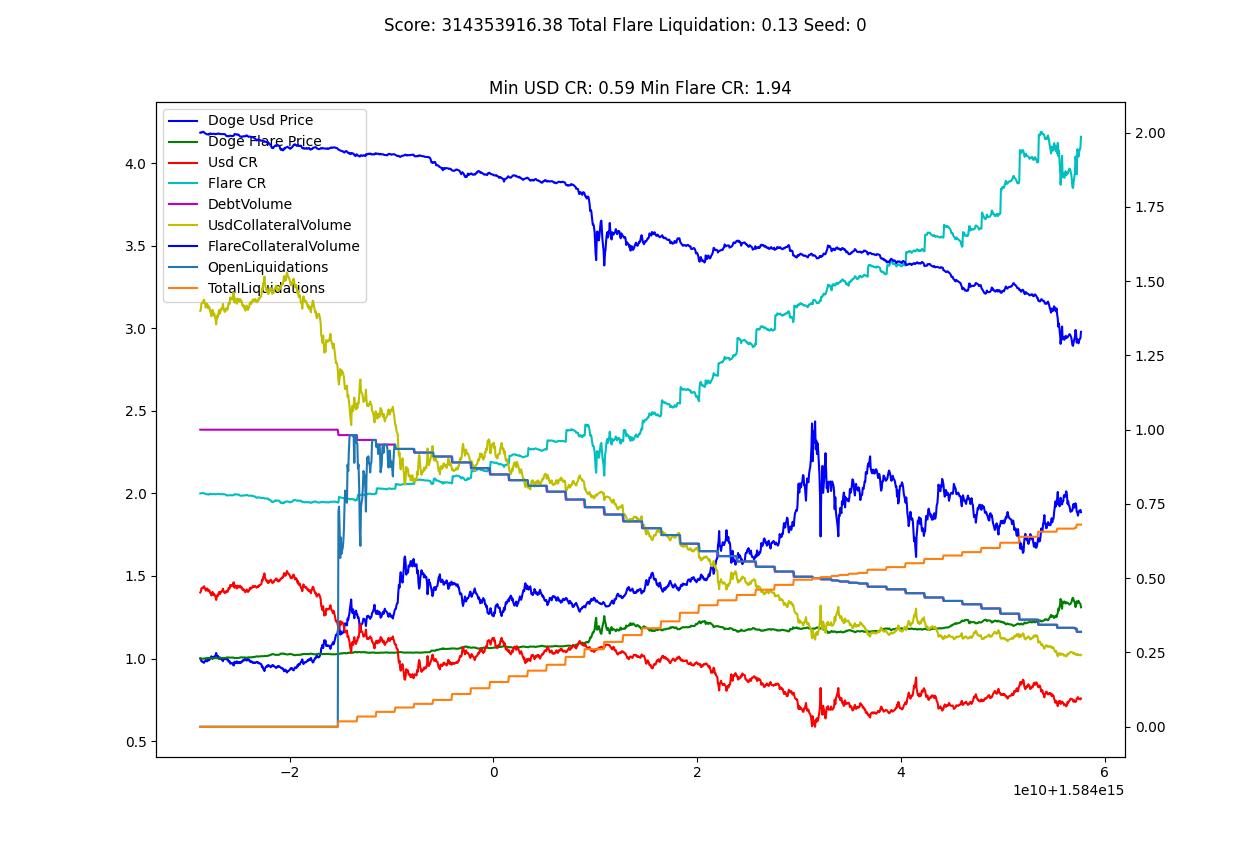 Score: 314353916.38 Total Flare Liquidation: 0.13 Seed: 0
Min USD CR: 0.59 Min Flare CR: 1.94
Doge Usd Price
Doge Flare Price
Usd CR
Flare CR
DebtVolume
UsdCollateralVolume
FlareCollateralVolume
OpenLiquidations
TotalLiquidations
4.0
3.5
3.0
2.5
2.0
1.5
1.0
0.5
2.00
1.75
1.50
1.25
1.00
0.75
0.50
0.25
0.00
−2 0 2 4 6
1e10+1.584e15